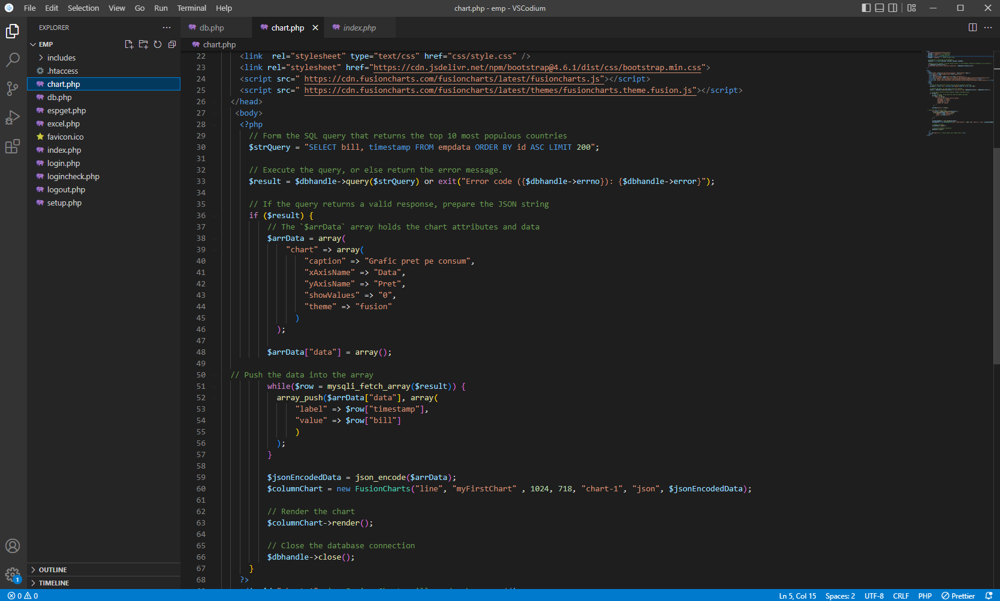 File Edit Selection View Go Run Terminal Help
chart.php - emp - VSCodium
EXPLORER
EMP
includes
.htaccess
chart.php
db.php
espget.php
excel.php
favicon.ico
index.php
login.php
logincheck.php
logout.php
setup.php
OUTLINE
TIMELINE
1
db.php
chart.php
index.php
chart.php
22 <link  rel="stylesheet" type="text/css" href="css/style.css" />
23 <link rel="stylesheet" href="https://cdn.jsdelivr.net/npm/bootstrap@4.6.1/dist/css/bootstrap.min.css">
24 <script src=" https://cdn.fusioncharts.com/fusioncharts/latest/fusioncharts.js"></script>
25 <script src=" https://cdn.fusioncharts.com/fusioncharts/latest/themes/fusioncharts.theme.fusion.js"></script>
26 </head>
27 <body>
28 <?php
29 // Form the SQL query that returns the top 10 most populous countries
30 $strQuery = "SELECT bill, timestamp FROM empdata ORDER BY id ASC LIMIT 200";
31
32 // Execute the query, or else return the error message.
33 $result = $dbhandle->query($strQuery) or exit("Error code ({$dbhandle->errno}): {$dbhandle->error}");
34
35 // If the query returns a valid response, prepare the JSON string
36 if ($result) {
37 // The `$arrData` array holds the chart attributes and data
38 $arrData = array(
39 "chart" => array(
40 "caption" => "Grafic pret pe consum",
41 "xAxisName" => "Data",
42 "yAxisName" => "Pret",
43 "showValues" => "0",
44 "theme" => "fusion"
45 )
46 );
47
48 $arrData["data"] = array();
49
50 // Push the data into the array
51 while($row = mysqli_fetch_array($result)) {
52 array_push($arrData["data"], array(
53 "label" => $row["timestamp"],
54 "value" => $row["bill"]
55 )
56 );
57 }
58
59 $jsonEncodedData = json_encode($arrData);
60 $columnChart = new FusionCharts("line", "myFirstChart" , 1024, 718, "chart-1", "json", $jsonEncodedData);
61
62 // Render the chart
63 $columnChart->render();
64
65 // Close the database connection
66 $dbhandle->close();
67 }
68 ?>
0 0
Ln 5, Col 15 Spaces: 2 UTF-8 CRLF PHP Prettier